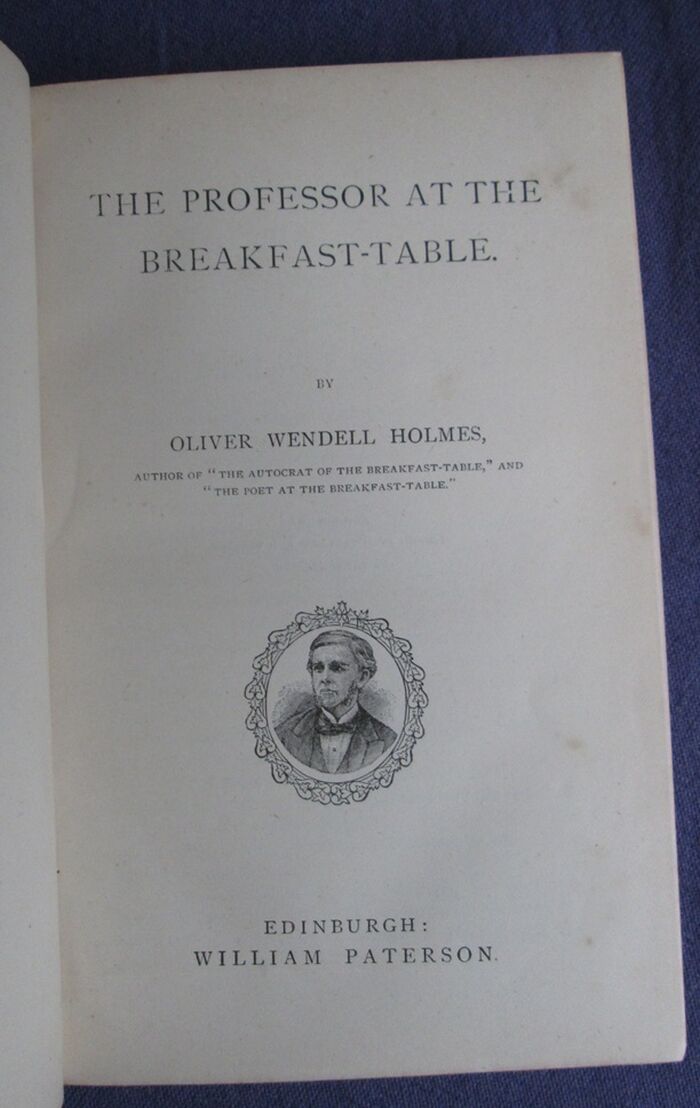 THE PROFESSOR AT THE
BREAKFAST-TABLE.
BY
OLIVER WENDELL HOLMES,
AUTHOR OF "THE AUTOCRAT OF THE BREAKFAST-TABLE," AND
"THE POET AT THE BREAKFAST-TABLE."
EDINBURGH:
WILLIAM PATERSON.